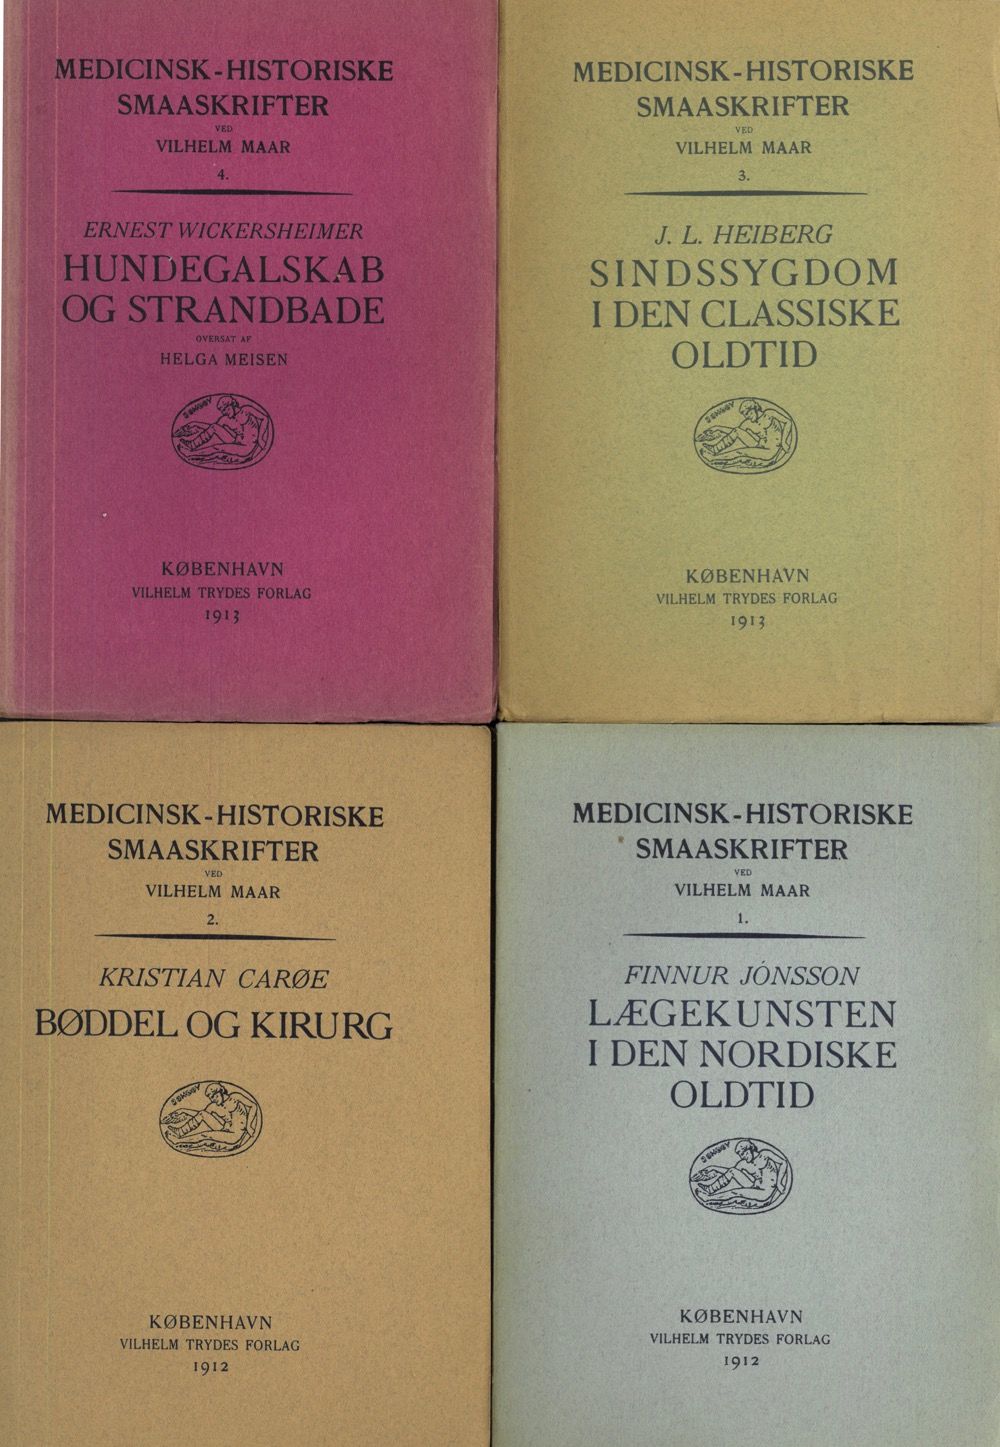 MEDICINSK-HISTORISKE
SMAASKRIFTER
VED
VILHELM MAAR
4.
ERNEST WICKERSHEIMER
HUNDEGALSKAB
OG STRANDBADE
OVERSAT AF
HELGA MEISEN
KØBENHAVN
VILHELM TRYDES FORLAG
1913
MEDICINSK-HISTORISKE
SMAASKRIFTER
VED
VILHELM MAAR
3.
J. L. HEIBERG
SINDSSYGDOM
I DEN CLASSISKE
OLDTID
KØBENHAVN
VILHELM TRYDES FORLAG
1913
MEDICINSK-HISTORISKE
SMAASKRIFTER
VED
VILHELM MAAR
2.
KRISTIAN CARØE
BØDDEL OG KIRURG
KØBENHAVN
VILHELM TRYDES FORLAG
1912
MEDICINSK-HISTORISKE
SMAASKRIFTER
VED
VILHELM MAAR
1.
FINNUR JÓNSSON
LÆGEKUNSTEN
I DEN NORDISKE
OLDTID
KØBENHAVN
VILHELM TRYDES FORLAG
1912